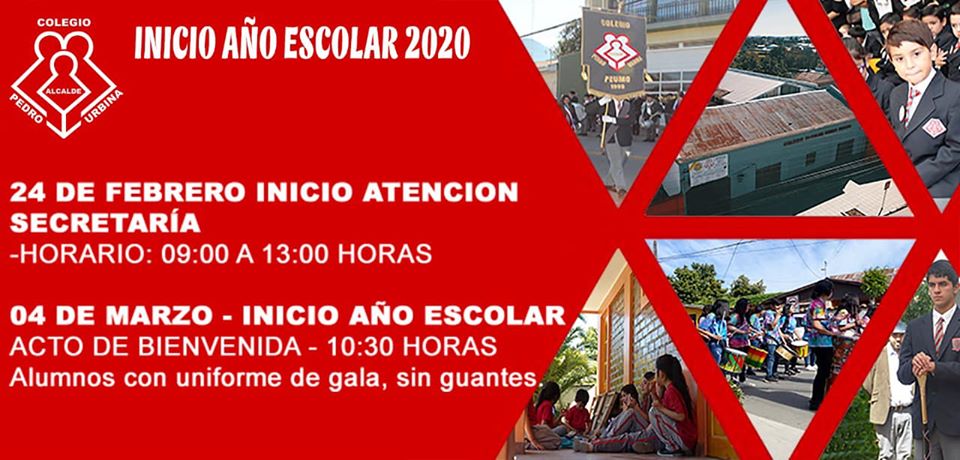 COLEGIO
ALCALDE
PEDRO URBINA
INICIO AÑO ESCOLAR 2020
24 DE FEBRERO INICIO ATENCION
SECRETARÍA
-HORARIO: 09:00 A 13:00 HORAS
04 DE MARZO - INICIO AÑO ESCOLAR
ACTO DE BIENVENIDA - 10:30 HORAS
Alumnos con uniforme de gala, sin guantes.
COLEGIO
PEUMO